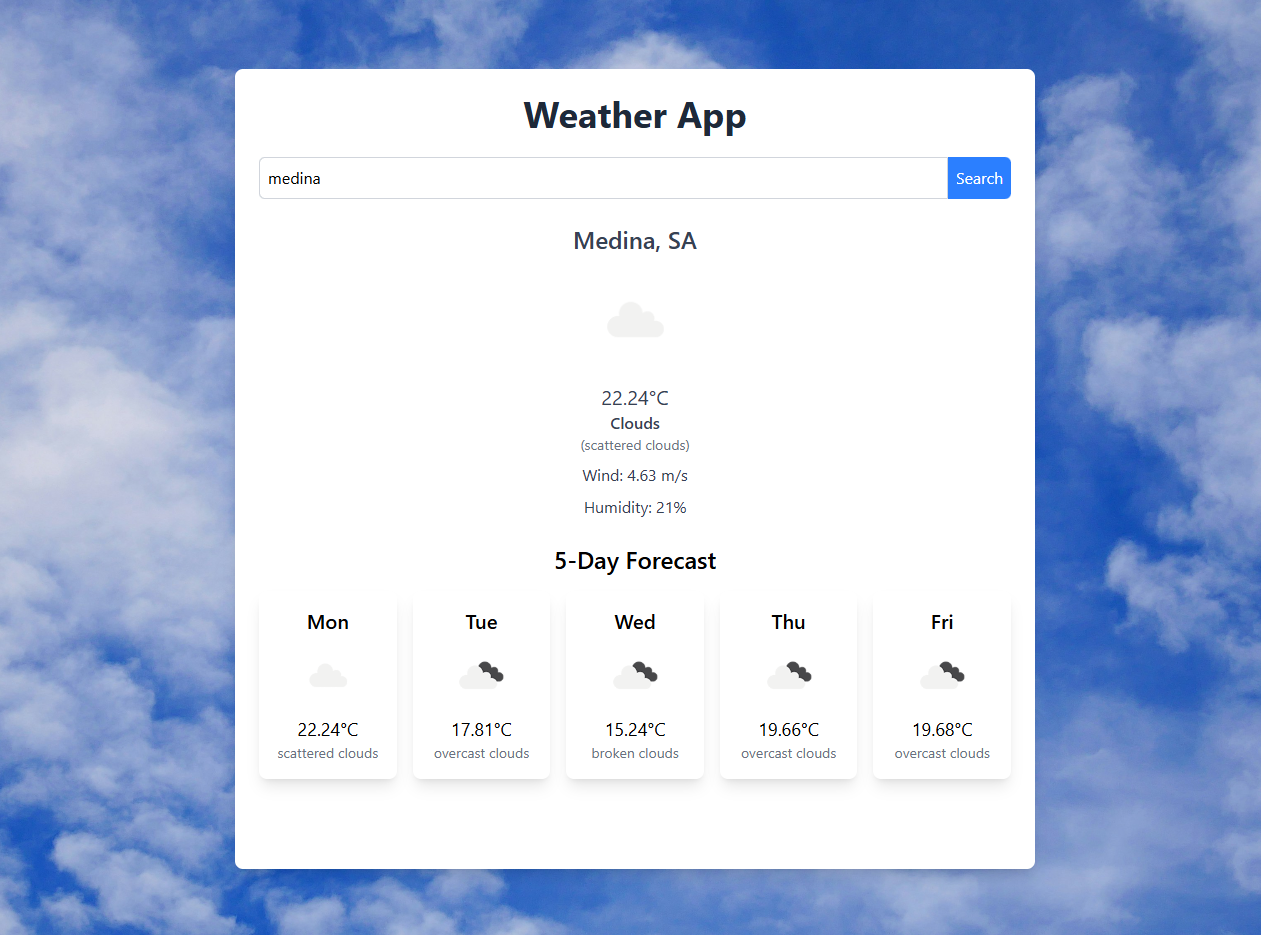 Weather App
medina
Search
Medina, SA
22.24°C
Clouds
(scattered clouds)
Wind: 4.63 m/s
Humidity: 21%
5-Day Forecast
Mon
22.24°C
scattered clouds
Tue
17.81°C
overcast clouds
Wed
15.24°C
broken clouds
Thu
19.66°C
overcast clouds
Fri
19.68°C
overcast clouds